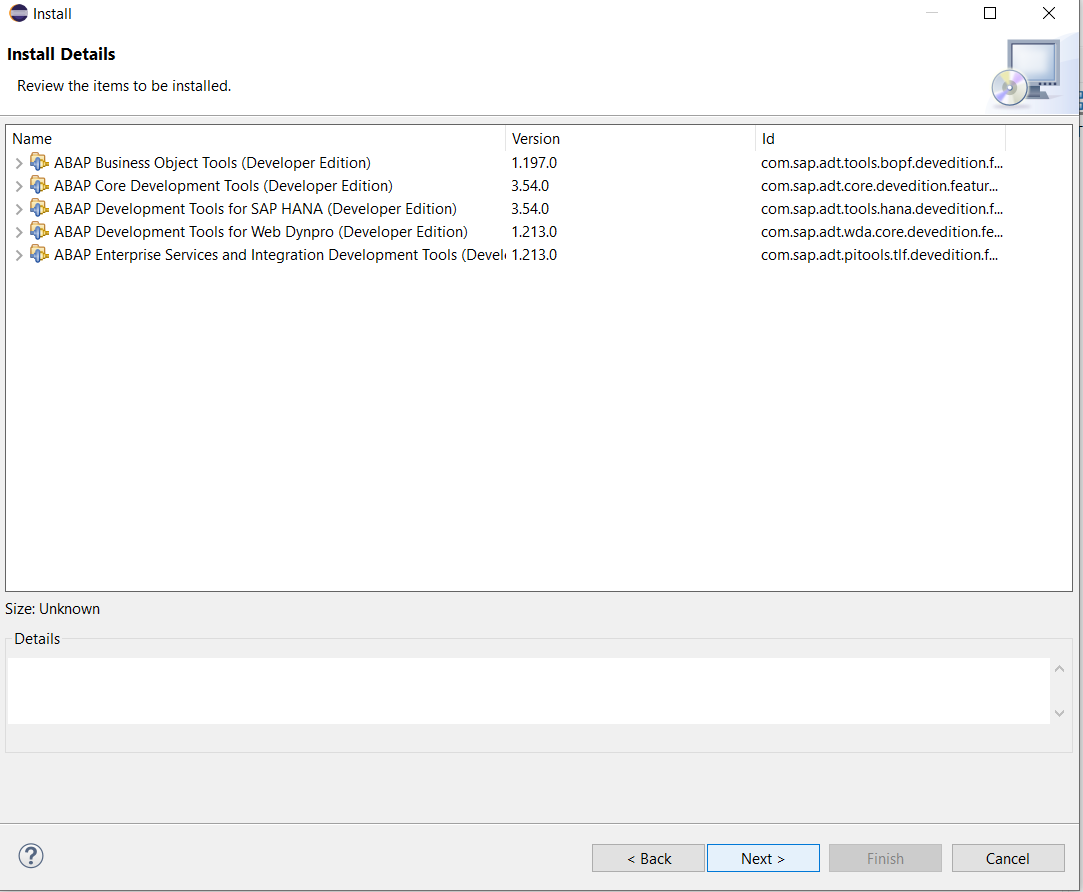 Install
Install Details
Review the items to be installed.
Name Version Id
ABAP Business Object Tools (Developer Edition) 1.197.0 com.sap.adt.tools.bopf.devedition.f...
ABAP Core Development Tools (Developer Edition) 3.54.0 com.sap.adt.core.devedition.featur...
ABAP Development Tools for SAP HANA (Developer Edition) 3.54.0 com.sap.adt.tools.hana.devedition.f...
ABAP Development Tools for Web Dynpro (Developer Edition) 1.213.0 com.sap.adt.wda.core.devedition.fe...
ABAP Enterprise Services and Integration Development Tools (Devel 1.213.0 com.sap.adt.pitools.tlf.devedition.f...
Size: Unknown
Details
? < Back Next > Finish Cancel